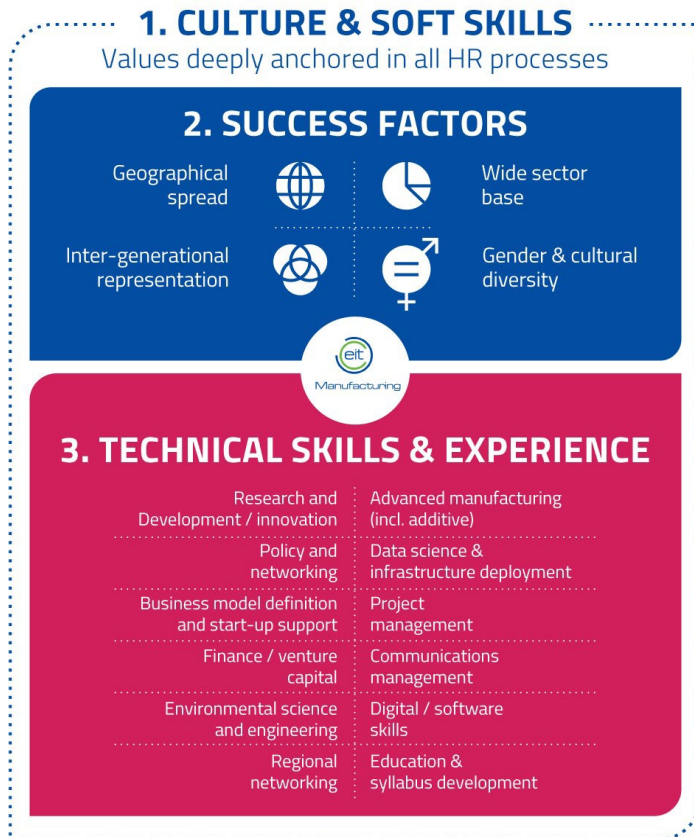 1. CULTURE & SOFT SKILLS
Values deeply anchored in all HR processes
2. SUCCESS FACTORS
Geographical
spread
Wide sector
base
Inter-generational
representation
Gender & cultural
diversity
eit
Manufacturing
3. TECHNICAL SKILLS & EXPERIENCE
Research and
Development / innovation
Advanced manufacturing
(incl. additive)
Policy and
networking
Data science &
infrastructure deployment
Business model definition
and start-up support
Project
management
Finance / venture
capital
Communications
management
Environmental science
and engineering
Digital / software
skills
Regional
networking
Education &
syllabus development